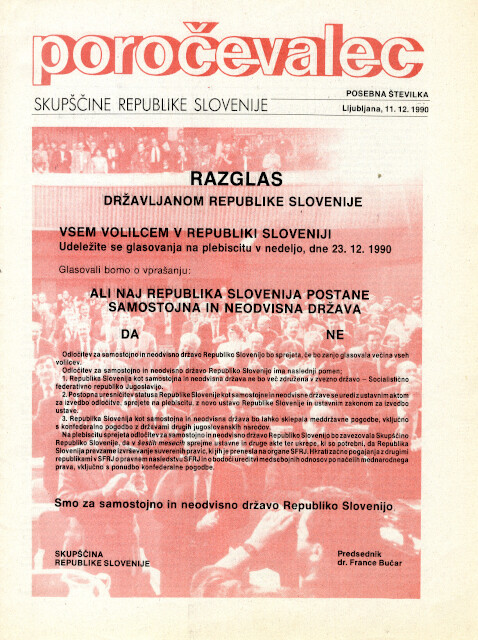 poročevalec
SKUPŠČINE REPUBLIKE SLOVENIJE
POSEBNA ŠTEVILKA
Ljubljana, 11. 12. 1990
RAZGLAS
DRŽAVLJANOM REPUBLIKE SLOVENIJE
VSEM VOLILCEM V REPUBLIKI SLOVENIJI
Udeležite se glasovanja na plebiscitu v nedeljo, dne 23. 12. 1990
Glasovali bomo o vprašanju:
ALI NAJ REPUBLIKA SLOVENIJA POSTANE
SAMOSTOJNA IN NEODVISNA DRŽAVA
DA NE
Odločitev za samostojno in neodvisno državo Republiko Slovenijo bo sprejeta, če bo zanjo glasovala večina vseh
volilcev.
Odločitev za samostojno in neodvisno državo Republiko Slovenijo ima naslednji pomen:
1. Republika Slovenija kot samostojna in neodvisna država ne bo več združena v zvezno državo – Socialistično
federativno republiko Jugoslavijo.
2. Postopna uresničitev statusa Republike Slovenije kot samostojne in neodvisne države se uredi z ustavnim aktom
za izvedbo odločitve, sprejete na plebiscitu, z novo ustavo Republike Slovenije in ustavnim zakonom za izvedbo
ustave.
3. Republika Slovenija kot samostojna in neodvisna država bo lahko sklepala meddržavne pogodbe, vključno
s konfederalno pogodbo z državami drugih jugoslovanskih narodov.
Na plebiscitu sprejeta odločitev za samostojno in neodvisno državo Republiko Slovenijo bo zavezovala Skupščino
Republike Slovenije, da v šestih mesecih sprejme ustavne in druge akte ter ukrepe, ki so potrebni, da Republika
Slovenija prevzame izvrševanje suverenih pravic, ki jih je prenesla na organe SFRJ. Hkrati začne pogajanja z drugimi
republikami v SFRJ o pravnem nasledstvu SFRJ in o bodoči ureditvi medsebojnih odnosov po načelih mednarodnega
prava, vključno s ponudbo konfederalne pogodbe.
Smo za samostojno in neodvisno državo Republiko Slovenijo.
SKUPŠČINA
REPUBLIKE SLOVENIJE
Predsednik
dr. France Bučar